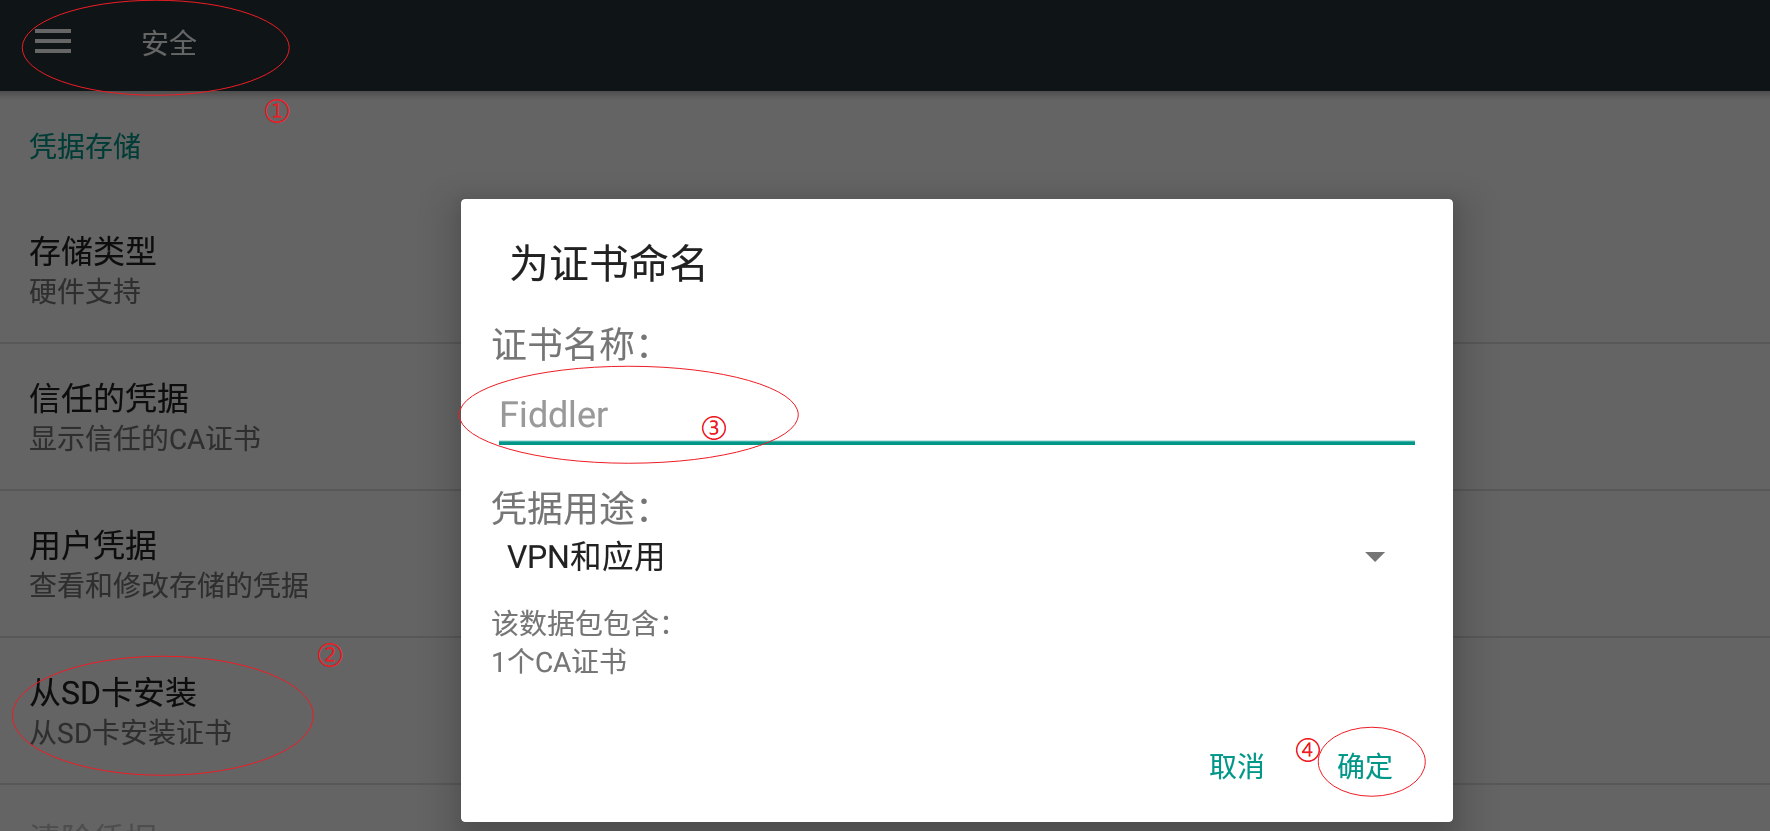 安全
①
凭据存储
存储类型
硬件支持
信任的凭据
显示信任的CA证书
用户凭据
查看和修改存储的凭据
②
从SD卡安装
从SD卡安装证书
清除凭据
为证书命名
证书名称：
Fiddler
③
凭据用途：
VPN和应用
该数据包包含：
1个CA证书
取消
④
确定